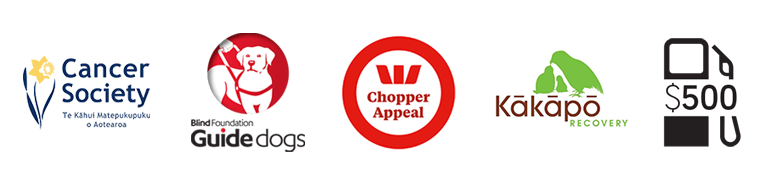 Cancer
Society
Te Kāhui Matepukupuku
o Aotearoa
Blind Foundation
Guide dogs
Chopper
Appeal
Kākāpō
RECOVERY
$500